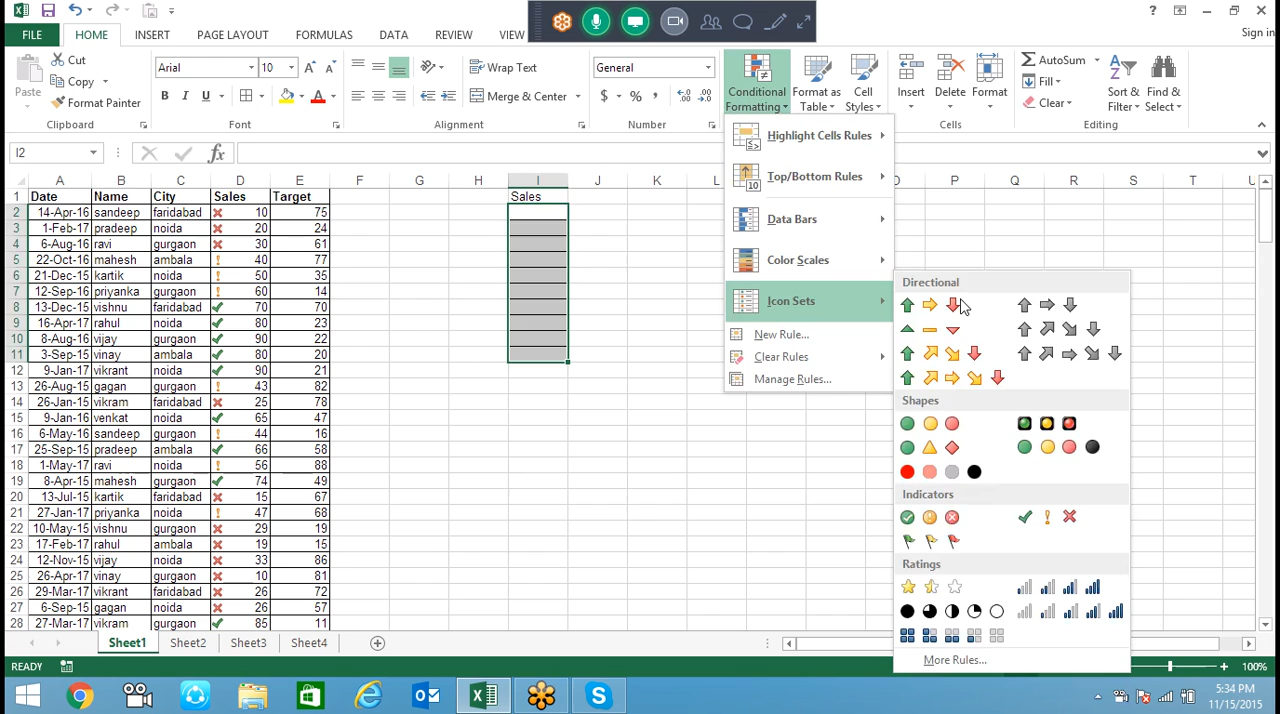 Sign in
FILE HOME INSERT PAGE LAYOUT FORMULAS DATA REVIEW VIEW
Paste Cut Copy Format Painter
Arial 10
B I U
Wrap Text
Merge & Center
General
$ % ,
Conditional Formatting
Format as Table
Cell Styles
Insert Delete Format
AutoSum
Fill
Clear
Sort & Filter
Find & Select
Clipboard Font Alignment Number Cells Editing
I2 fx
Highlight Cells Rules
Top/Bottom Rules
Data Bars
Color Scales
Icon Sets
New Rule...
Clear Rules
Manage Rules...
Directional
Shapes
Indicators
Ratings
More Rules...
A B C D E F G H I J K L P Q R S T U
1 Date Name City Sales Target Sales
2 14-Apr-16 sandeep faridabad 10 75
3 1-Feb-17 pradeep noida 20 24
4 6-Aug-16 ravi gurgaon 30 61
5 22-Oct-16 mahesh ambala 40 77
6 21-Dec-15 kartik noida 50 35
7 12-Sep-16 priyanka gurgaon 60 14
8 13-Dec-15 vishnu faridabad 70 70
9 16-Apr-17 rahul noida 80 23
10 8-Aug-16 vijay gurgaon 90 22
11 3-Sep-15 vinay ambala 80 20
12 9-Jan-17 vikrant noida 90 21
13 26-Aug-15 gagan gurgaon 43 82
14 26-Jan-15 vikram faridabad 25 78
15 9-Jan-16 venkat noida 65 47
16 6-May-16 sandeep gurgaon 44 16
17 25-Sep-15 pradeep ambala 66 58
18 1-May-17 ravi noida 56 88
19 8-Apr-15 mahesh gurgaon 74 49
20 13-Jul-15 kartik faridabad 15 67
21 27-Jan-17 priyanka noida 47 68
22 10-May-15 vishnu gurgaon 29 19
23 17-Feb-17 rahul ambala 19 15
24 12-Nov-15 vijay noida 33 86
25 26-Apr-17 vinay gurgaon 10 81
26 29-Mar-17 vikrant faridabad 26 72
27 6-Sep-15 gagan noida 26 57
28 27-Mar-17 vikram gurgaon 85 11
Sheet1 Sheet2 Sheet3 Sheet4
READY 100%
5:34 PM
11/15/2015